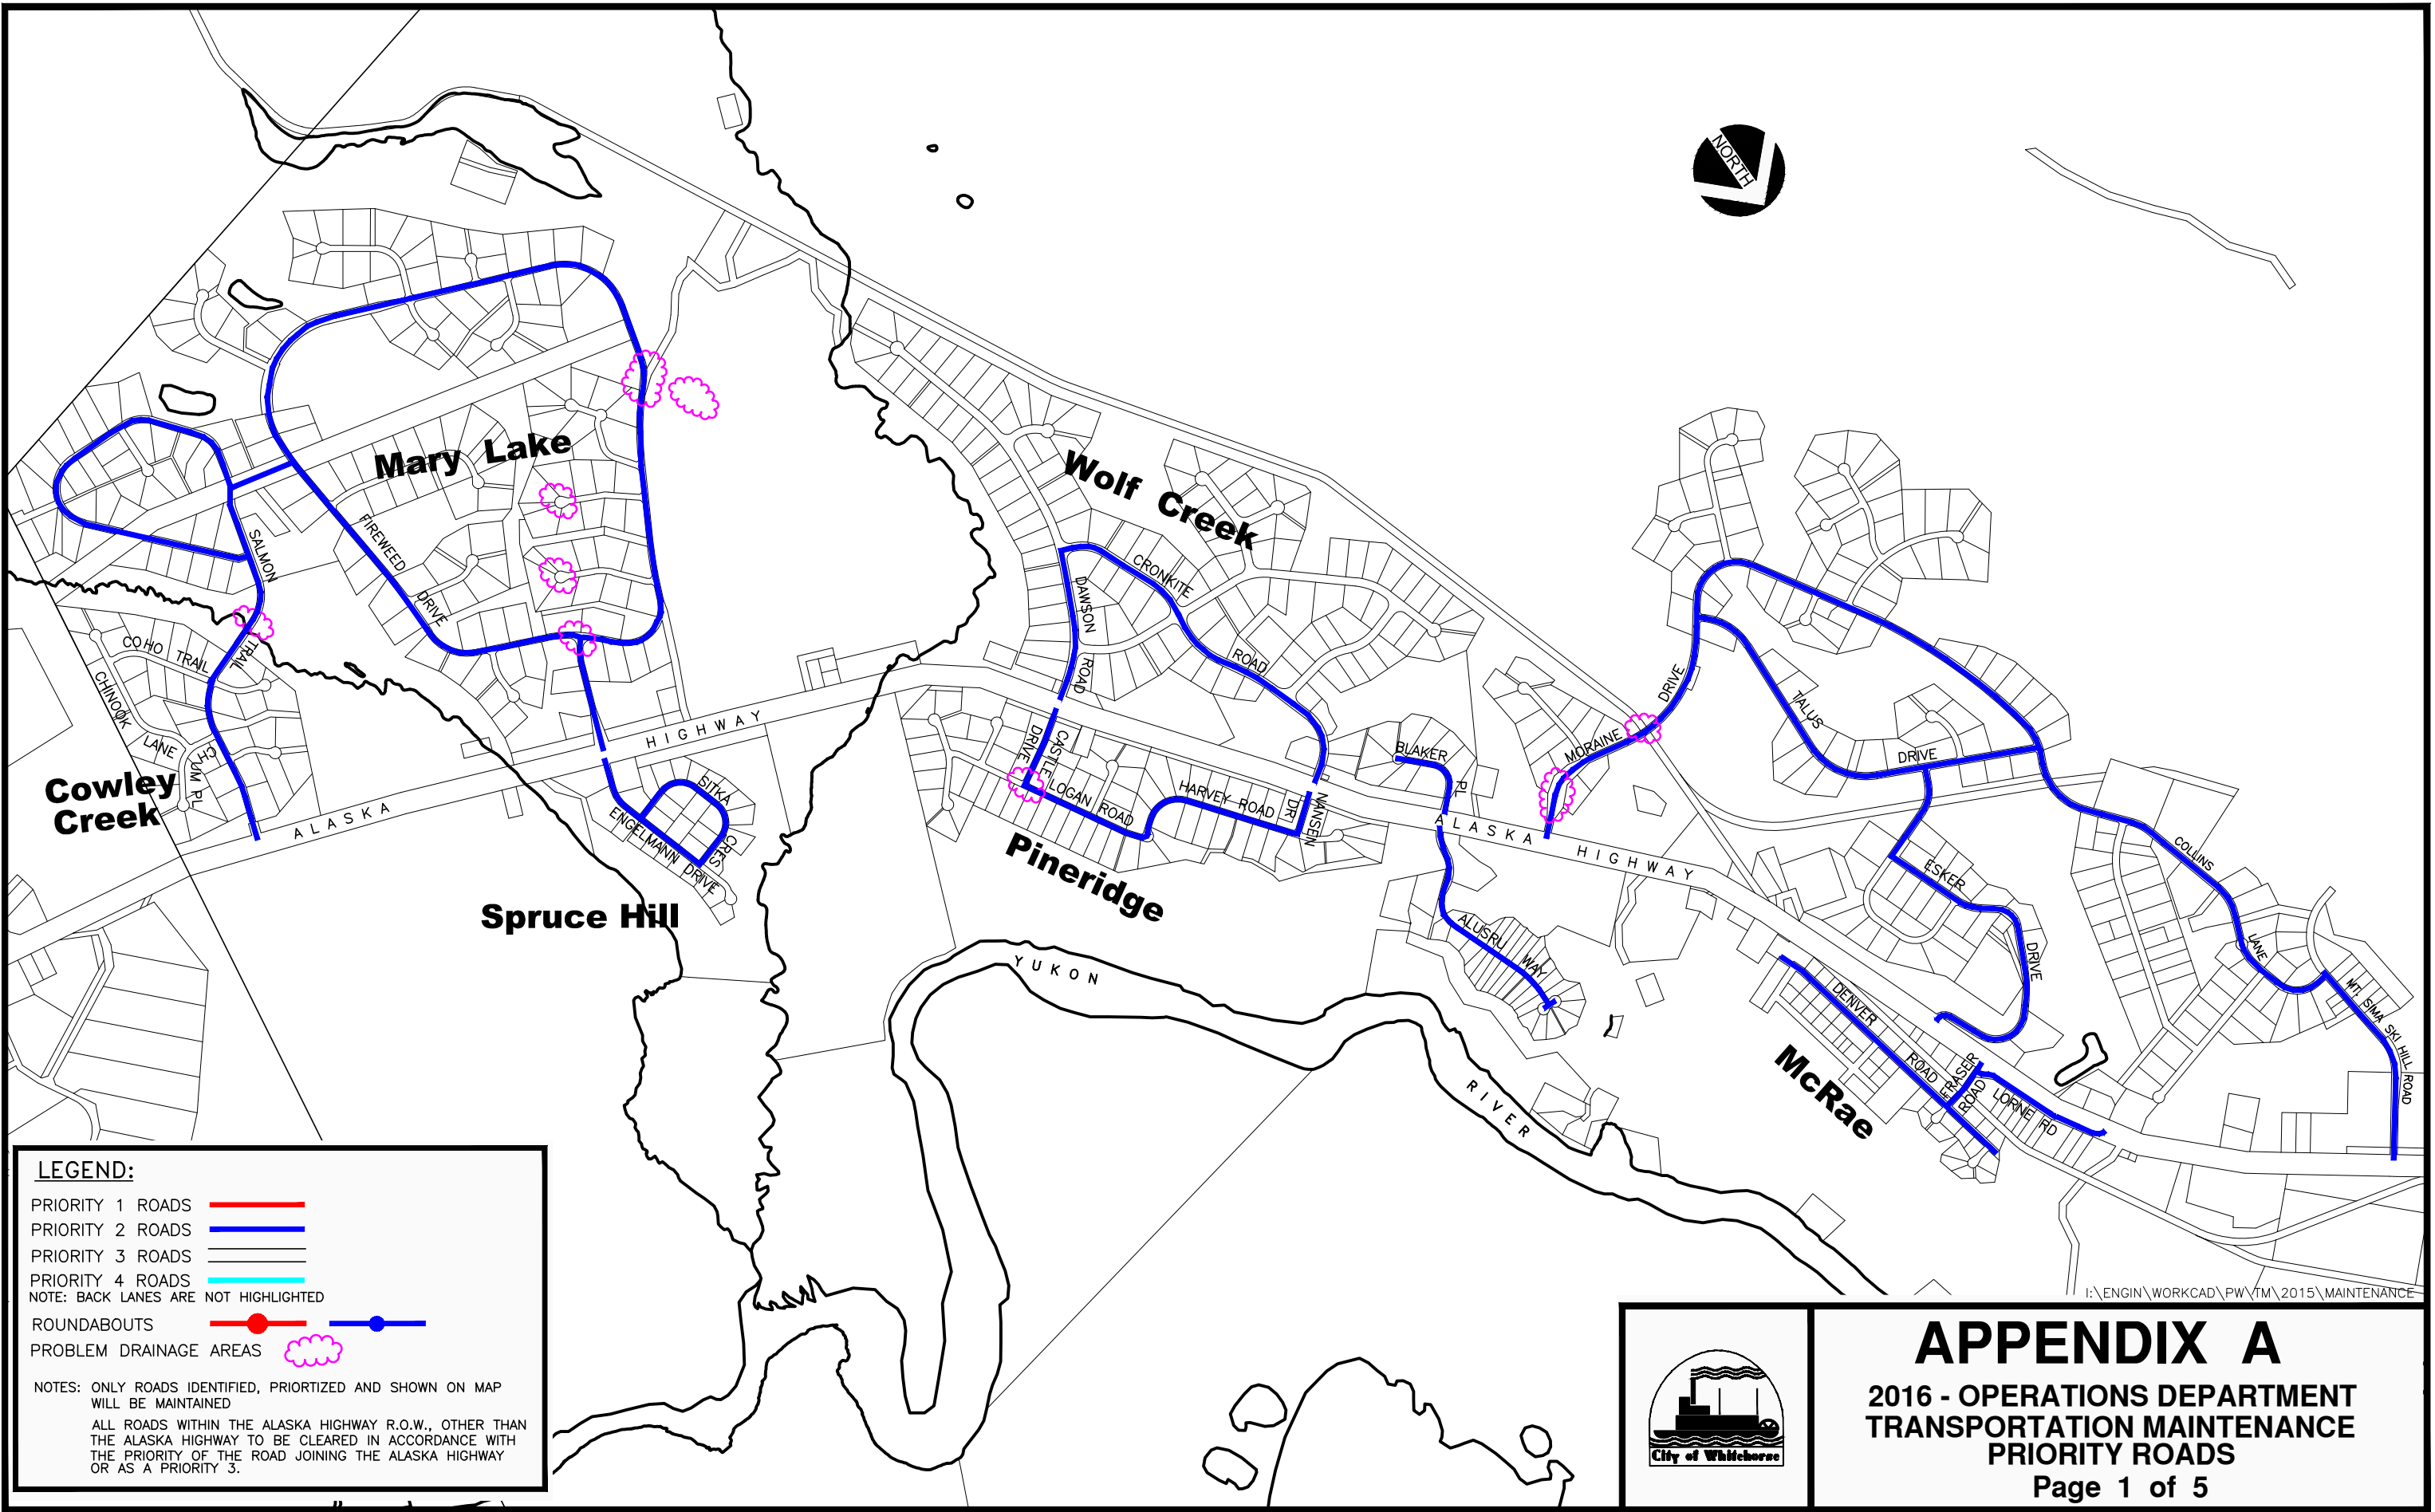 NORTH
Mary Lake
Wolf Creek
FIREWEED
DRIVE
SALMON
TRAIL
COHO TRAIL
CHINOOK
LANE
CHUM PL
Cowley
Creek
ALASKA
HIGHWAY
SITKA
CRES
ENGELMANN DRIVE
Spruce Hill
CRONKITE
ROAD
DAWSON
ROAD
CASTLE
DRIVE
LOGAN ROAD
HARVEY ROAD
NANSEN
DR
Pineridge
BLAKER
PL
ALASKA HIGHWAY
ALUSRU WAY
MORAINE
DRIVE
TALUS
DRIVE
ESKER
DRIVE
COLLINS
LANE
MT. SIMA SKI HILL ROAD
DENVER
ROAD
FRASER
ROAD
LORNE RD
McRae
YUKON
RIVER
LEGEND:
PRIORITY 1 ROADS
PRIORITY 2 ROADS
PRIORITY 3 ROADS
PRIORITY 4 ROADS
NOTE: BACK LANES ARE NOT HIGHLIGHTED
ROUNDABOUTS
PROBLEM DRAINAGE AREAS
NOTES: ONLY ROADS IDENTIFIED, PRIORTIZED AND SHOWN ON MAP
WILL BE MAINTAINED
ALL ROADS WITHIN THE ALASKA HIGHWAY R.O.W., OTHER THAN
THE ALASKA HIGHWAY TO BE CLEARED IN ACCORDANCE WITH
THE PRIORITY OF THE ROAD JOINING THE ALASKA HIGHWAY
OR AS A PRIORITY 3.
I:\ENGIN\WORKCAD\PW\TM\2015\MAINTENANCE
City of Whitehorse
APPENDIX A
2016 - OPERATIONS DEPARTMENT
TRANSPORTATION MAINTENANCE
PRIORITY ROADS
Page 1 of 5